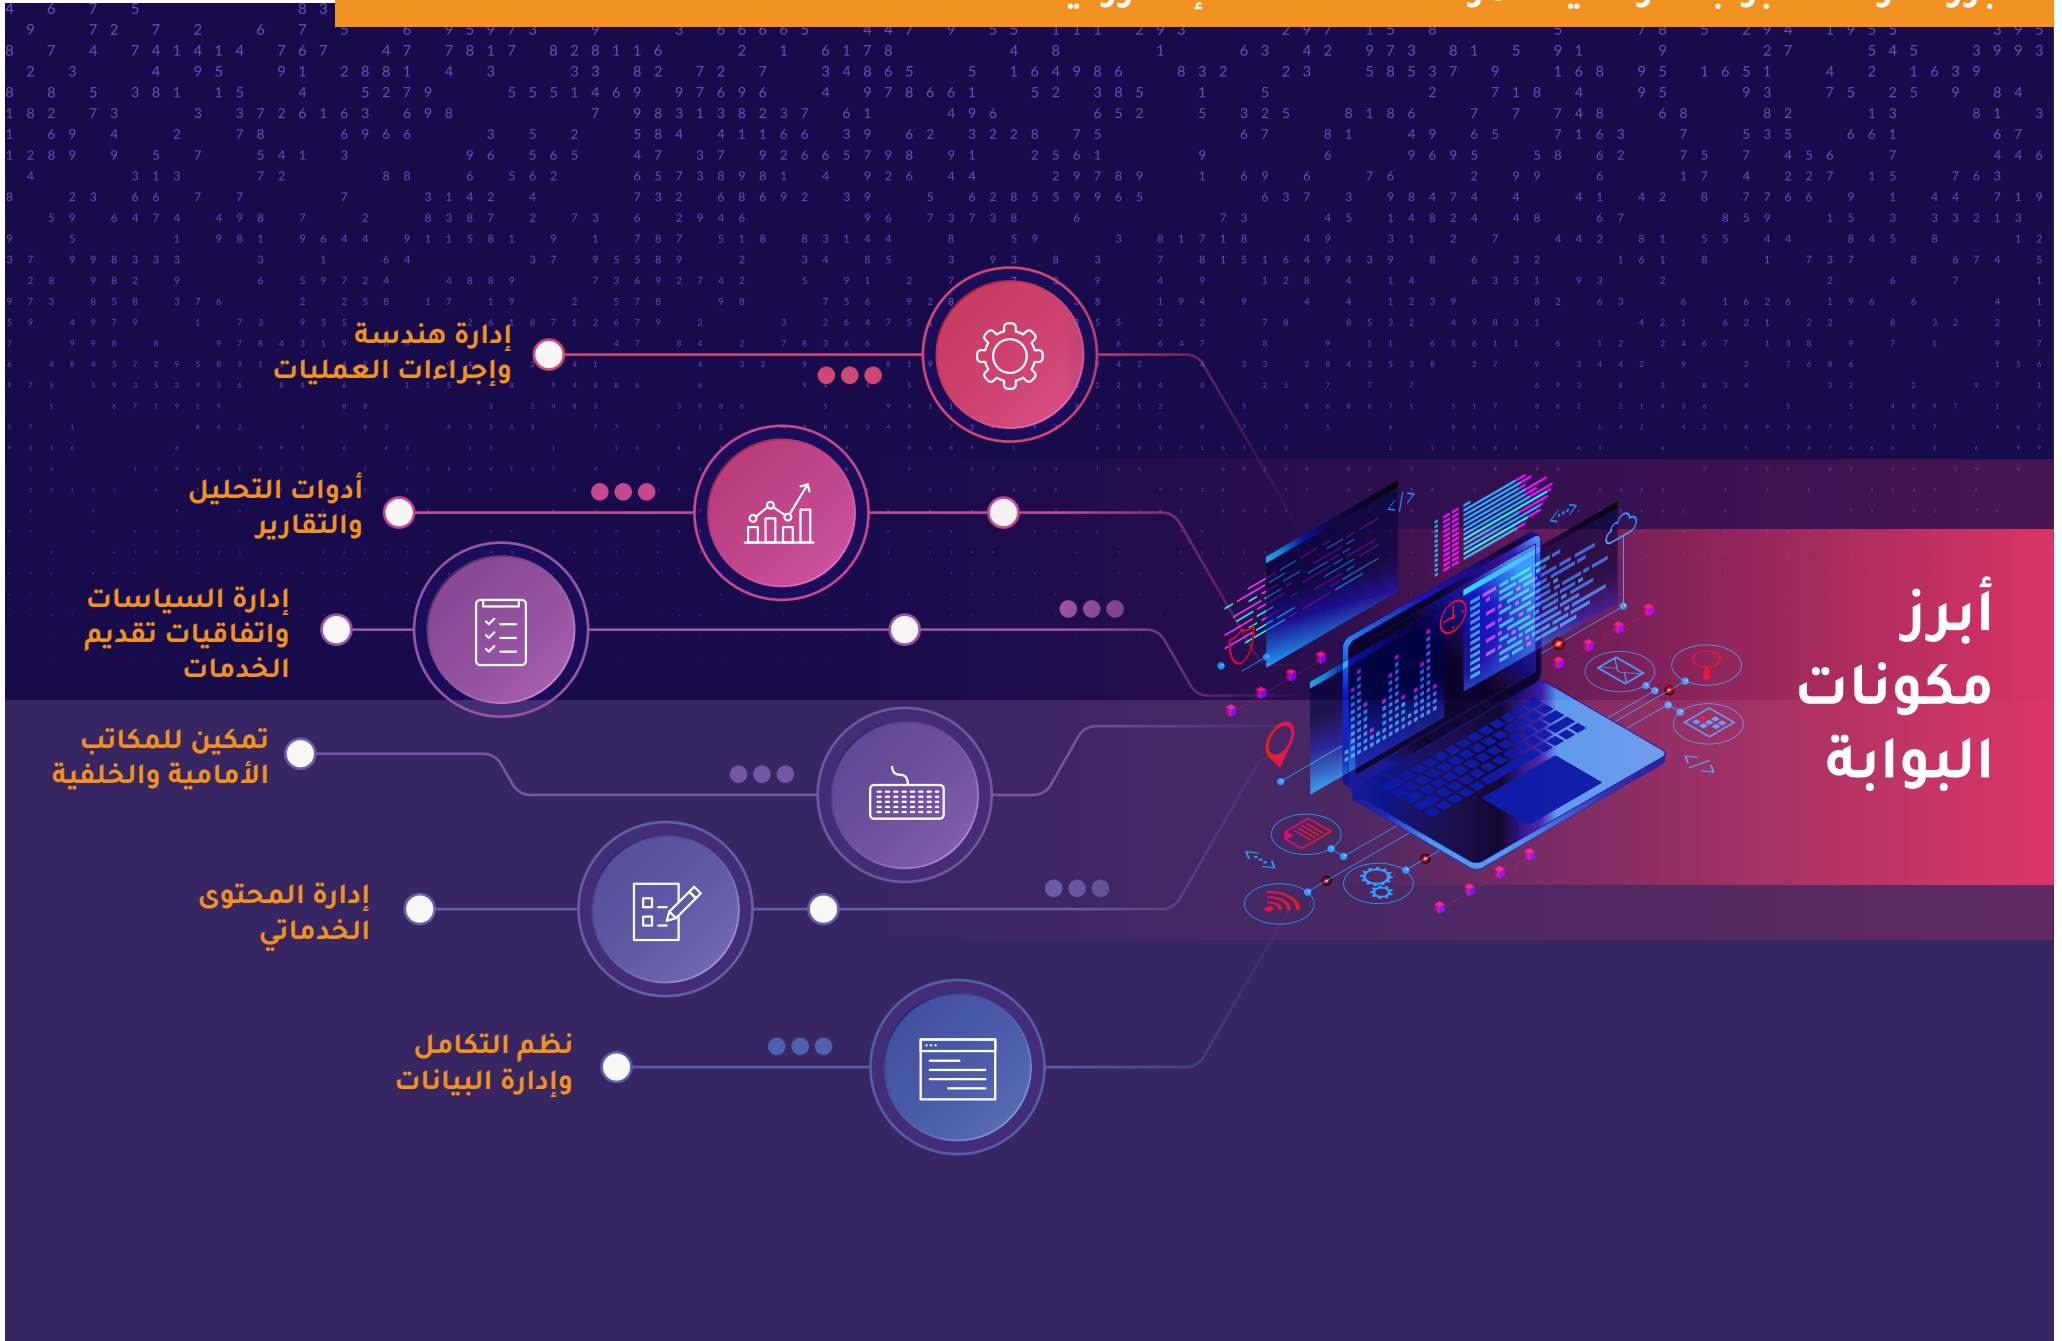 أبرز
مكونات
البوابة
إدارة هندسة
وإجراءات العمليات
أدوات التحليل
والتقارير
إدارة السياسات
واتفاقيات تقديم
الخدمات
تمكين للمكاتب
الأمامية والخلفية
إدارة المحتوى
الخدماتي
نظم التكامل
وإدارة البيانات